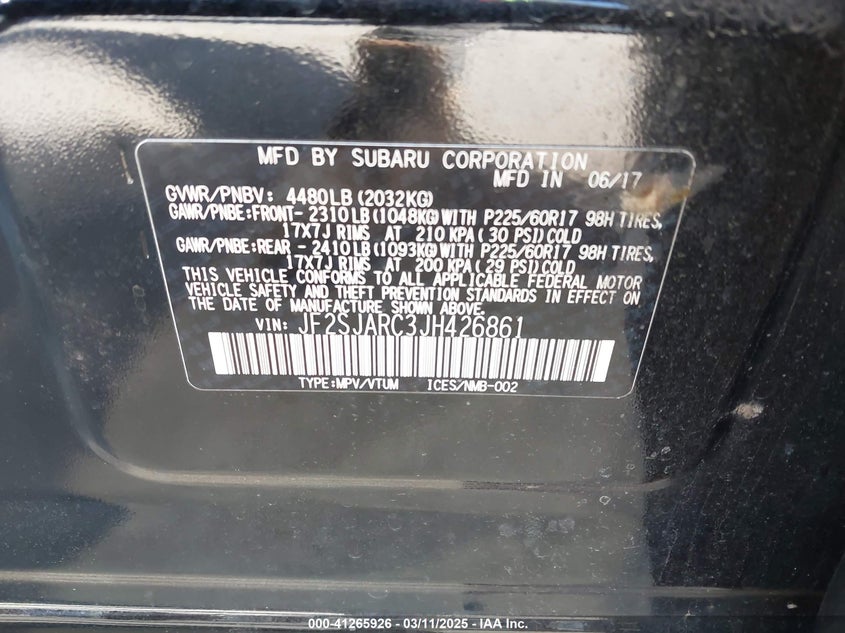 MFD BY SUBARU CORPORATION
MFD IN 06/17
GVWR/PNBV: 4480LB (2032KG)
GAWR/PNBE:FRONT- 2310LB(1048KG)WITH P225/60R17 98H TIRES,
17X7J RIMS AT 210KPA(30 PSI)COLD
GAWR/PNBE:REAR - 2410LB(1093KG)WITH P225/60R17 98H TIRES,
17X7J RIMS AT 200KPA(29 PSI)COLD
THIS VEHICLE CONFORMS TO ALL APPLICABLE FEDERAL MOTOR
VEHICLE SAFETY AND THEFT PREVENTION STANDARDS IN EFFECT ON
THE DATE OF MANUFACTURE SHOWN ABOVE.
VIN: JF2SJARC3JH426861
TYPE:MPV/VTUM ICES/NMB-002
000-41265926 - 03/11/2025 - IAA Inc.